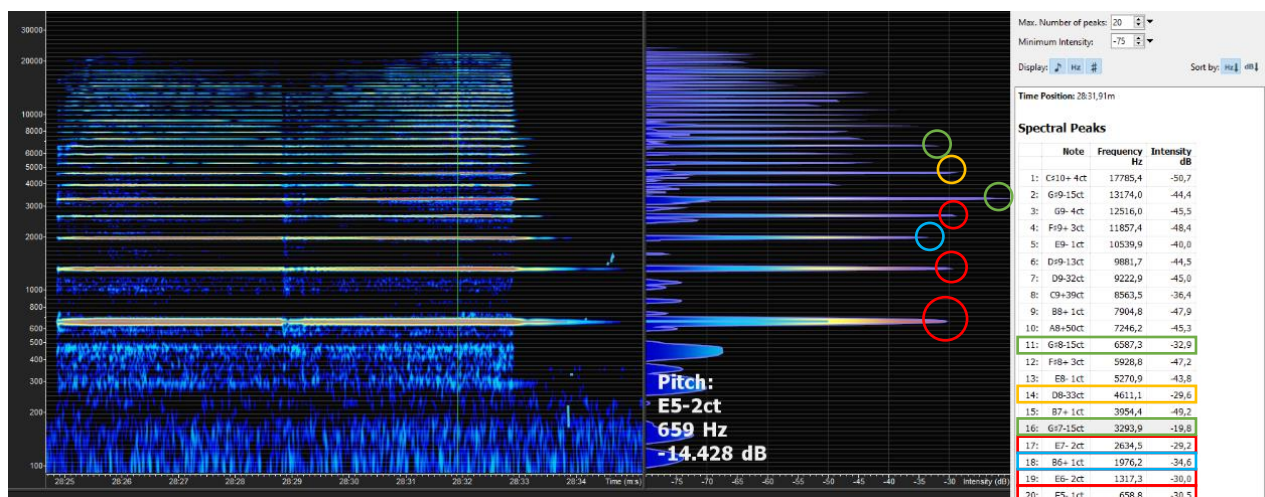 30000
20000
10000
8000
6000
5000
4000
3000
2000
1000
800
600
500
400
300
200
100
28:25 28:26 28:27 28:28 28:29 28:30 28:31 28:32 28:33 28:34 Time (m:s)
Pitch:
E5-2ct
659 Hz
-14.428 dB
-75 -70 -65 -60 -55 -50 -45 -40 -35 -30 Intensity (dB)
Max. Number of peaks: 20
Minimum Intensity: -75
Display: ♪ Hz # Sort by: Hz↓ dB↓
Time Position: 28:31,91m
Spectral Peaks
Note Frequency Hz Intensity dB
1: C♯10+ 4ct 17785,4 -50,7
2: G♯9-15ct 13174,0 -44,4
3: G9- 4ct 12516,0 -45,5
4: F♯9+ 3ct 11857,4 -48,4
5: E9- 1ct 10539,9 -40,0
6: D♯9-13ct 9881,7 -44,5
7: D9-32ct 9222,9 -45,0
8: C9+39ct 8563,5 -36,4
9: B8+ 1ct 7904,8 -47,9
10: A8+50ct 7246,2 -45,3
11: G♯8-15ct 6587,3 -32,9
12: F♯8+ 3ct 5928,8 -47,2
13: E8- 1ct 5270,9 -43,8
14: D8-33ct 4611,1 -29,6
15: B7+ 1ct 3954,4 -49,2
16: G♯7-15ct 3293,9 -19,8
17: E7- 2ct 2634,5 -29,2
18: B6+ 1ct 1976,2 -34,6
19: E6- 2ct 1317,3 -30,0
20: E5- 1ct 658,8 -30,5